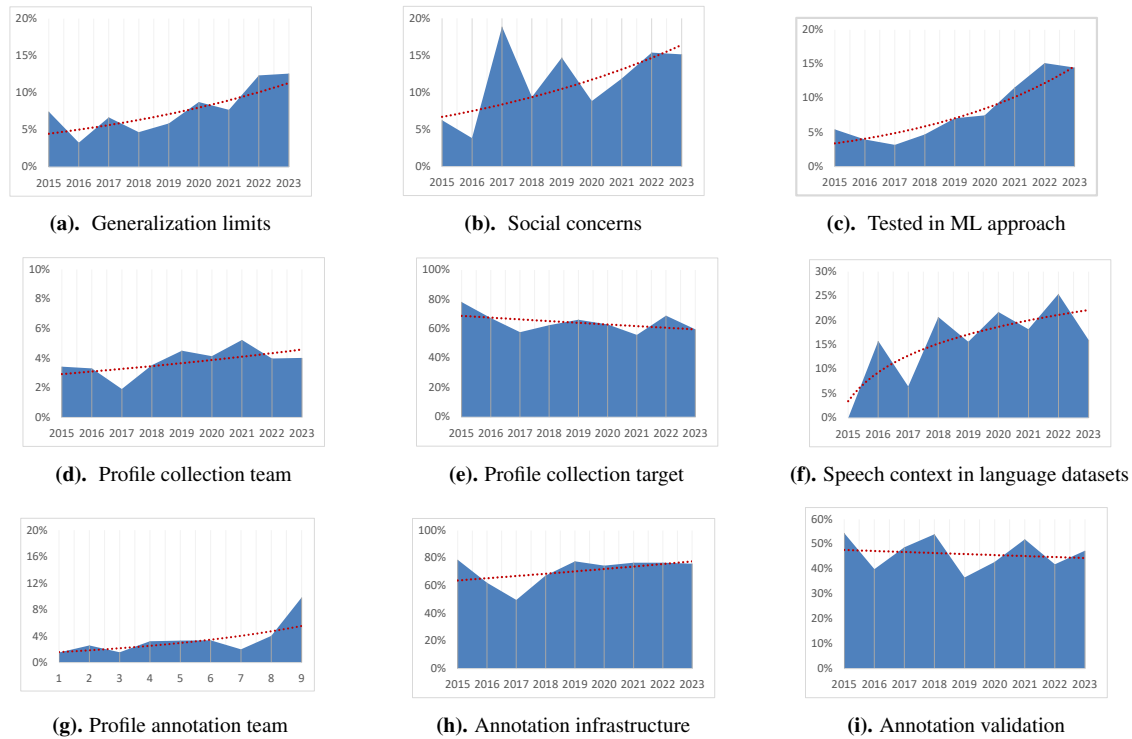 20%
15%
10%
5%
0%
2015 2016 2017 2018 2019 2020 2021 2022 2023
(a). Generalization limits
20%
15%
10%
5%
0%
2015 2016 2017 2018 2019 2020 2021 2022 2023
(b). Social concerns
20%
15%
10%
5%
0%
2015 2016 2017 2018 2019 2020 2021 2022 2023
(c). Tested in ML approach
10%
8%
6%
4%
2%
0%
2015 2016 2017 2018 2019 2020 2021 2022 2023
(d). Profile collection team
100%
80%
60%
40%
20%
0%
2015 2016 2017 2018 2019 2020 2021 2022 2023
(e). Profile collection target
30%
25%
20%
15%
10%
5%
0%
2015 2016 2017 2018 2019 2020 2021 2022 2023
(f). Speech context in language datasets
20%
16%
12%
8%
4%
0%
1 2 3 4 5 6 7 8 9
(g). Profile annotation team
100%
80%
60%
40%
20%
0%
2015 2016 2017 2018 2019 2020 2021 2022 2023
(h). Annotation infrastructure
60%
50%
40%
30%
20%
10%
0%
2015 2016 2017 2018 2019 2020 2021 2022 2023
(i). Annotation validation